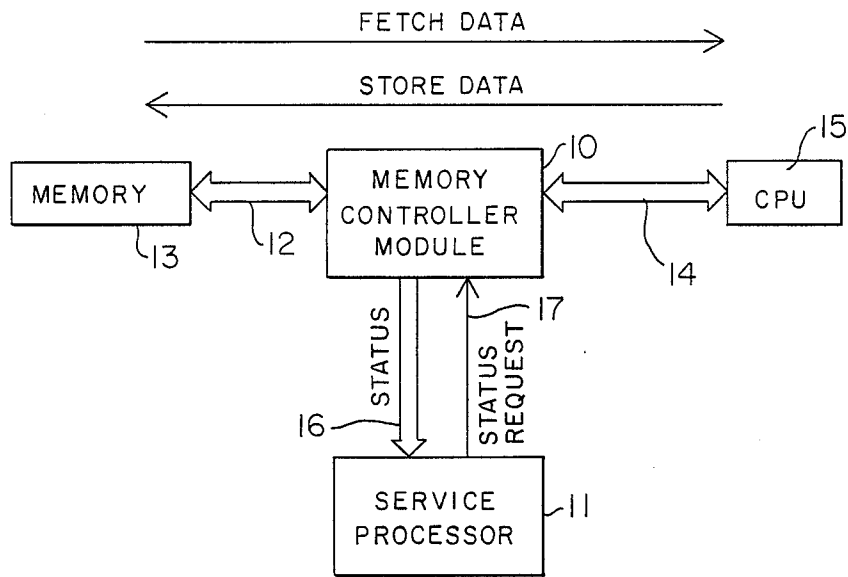 FETCH DATA
STORE DATA
15
10
MEMORY
MEMORY
CONTROLLER
MODULE
CPU
13
12
14
17
STATUS
STATUS
REQUEST
16
SERVICE
PROCESSOR
11